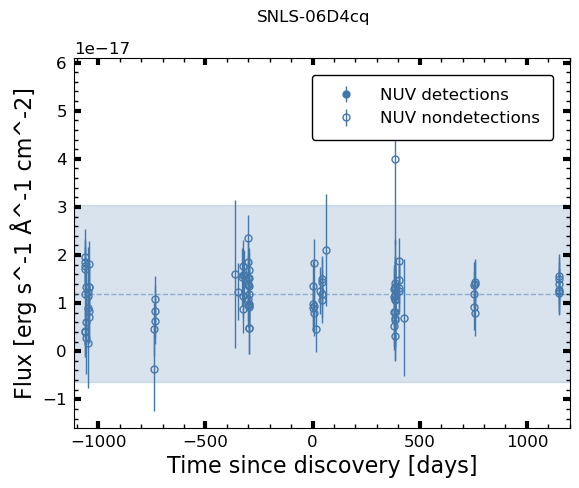 SNLS-06D4cq
1e−17
6
5
4
3
2
1
0
−1
Flux [erg s^-1 Å^-1 cm^-2]
NUV detections
NUV nondetections
−1000 −500 0 500 1000
Time since discovery [days]